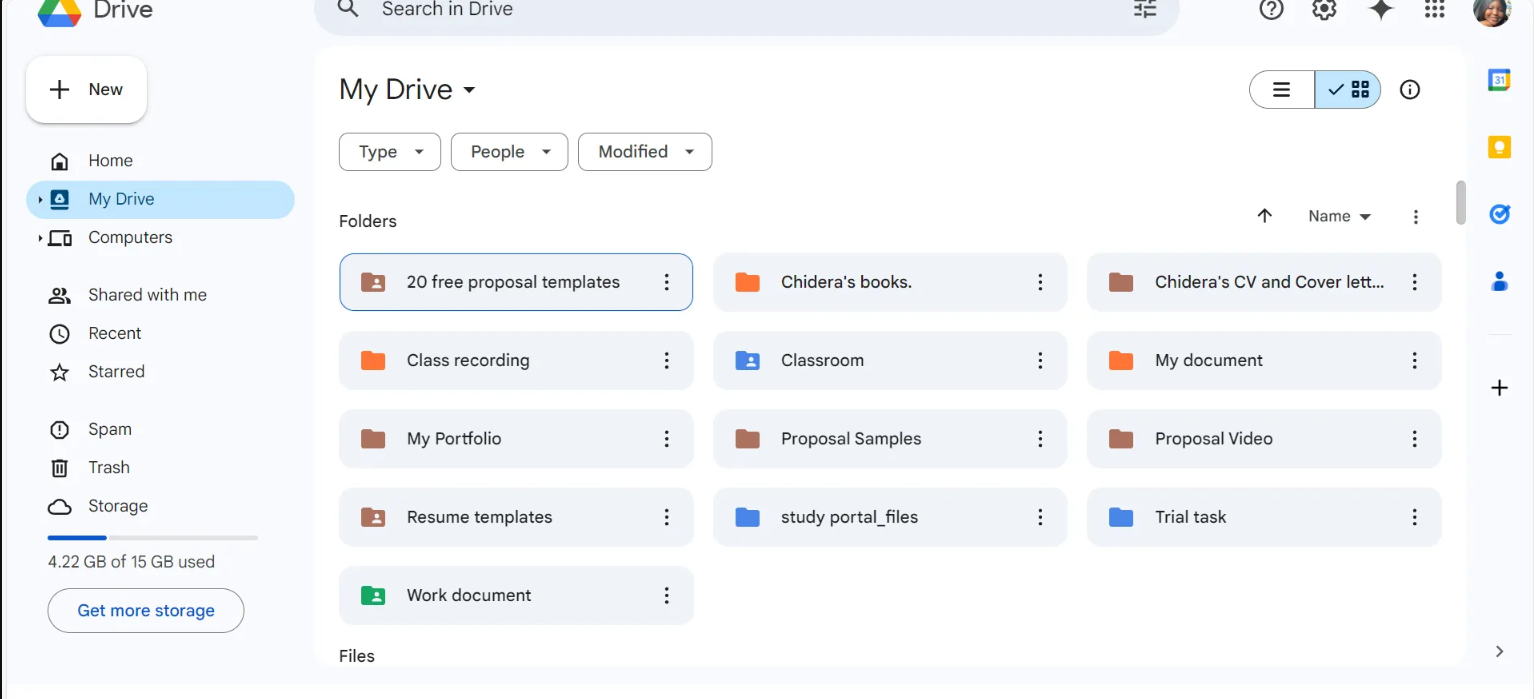 Drive
Search in Drive
New
Home
My Drive
Computers
Shared with me
Recent
Starred
Spam
Trash
Storage
4.22 GB of 15 GB used
Get more storage
My Drive
Type
People
Modified
Folders
Name
20 free proposal templates
Chidera's books.
Chidera's CV and Cover lett...
Class recording
Classroom
My document
My Portfolio
Proposal Samples
Proposal Video
Resume templates
study portal_files
Trial task
Work document
Files
31